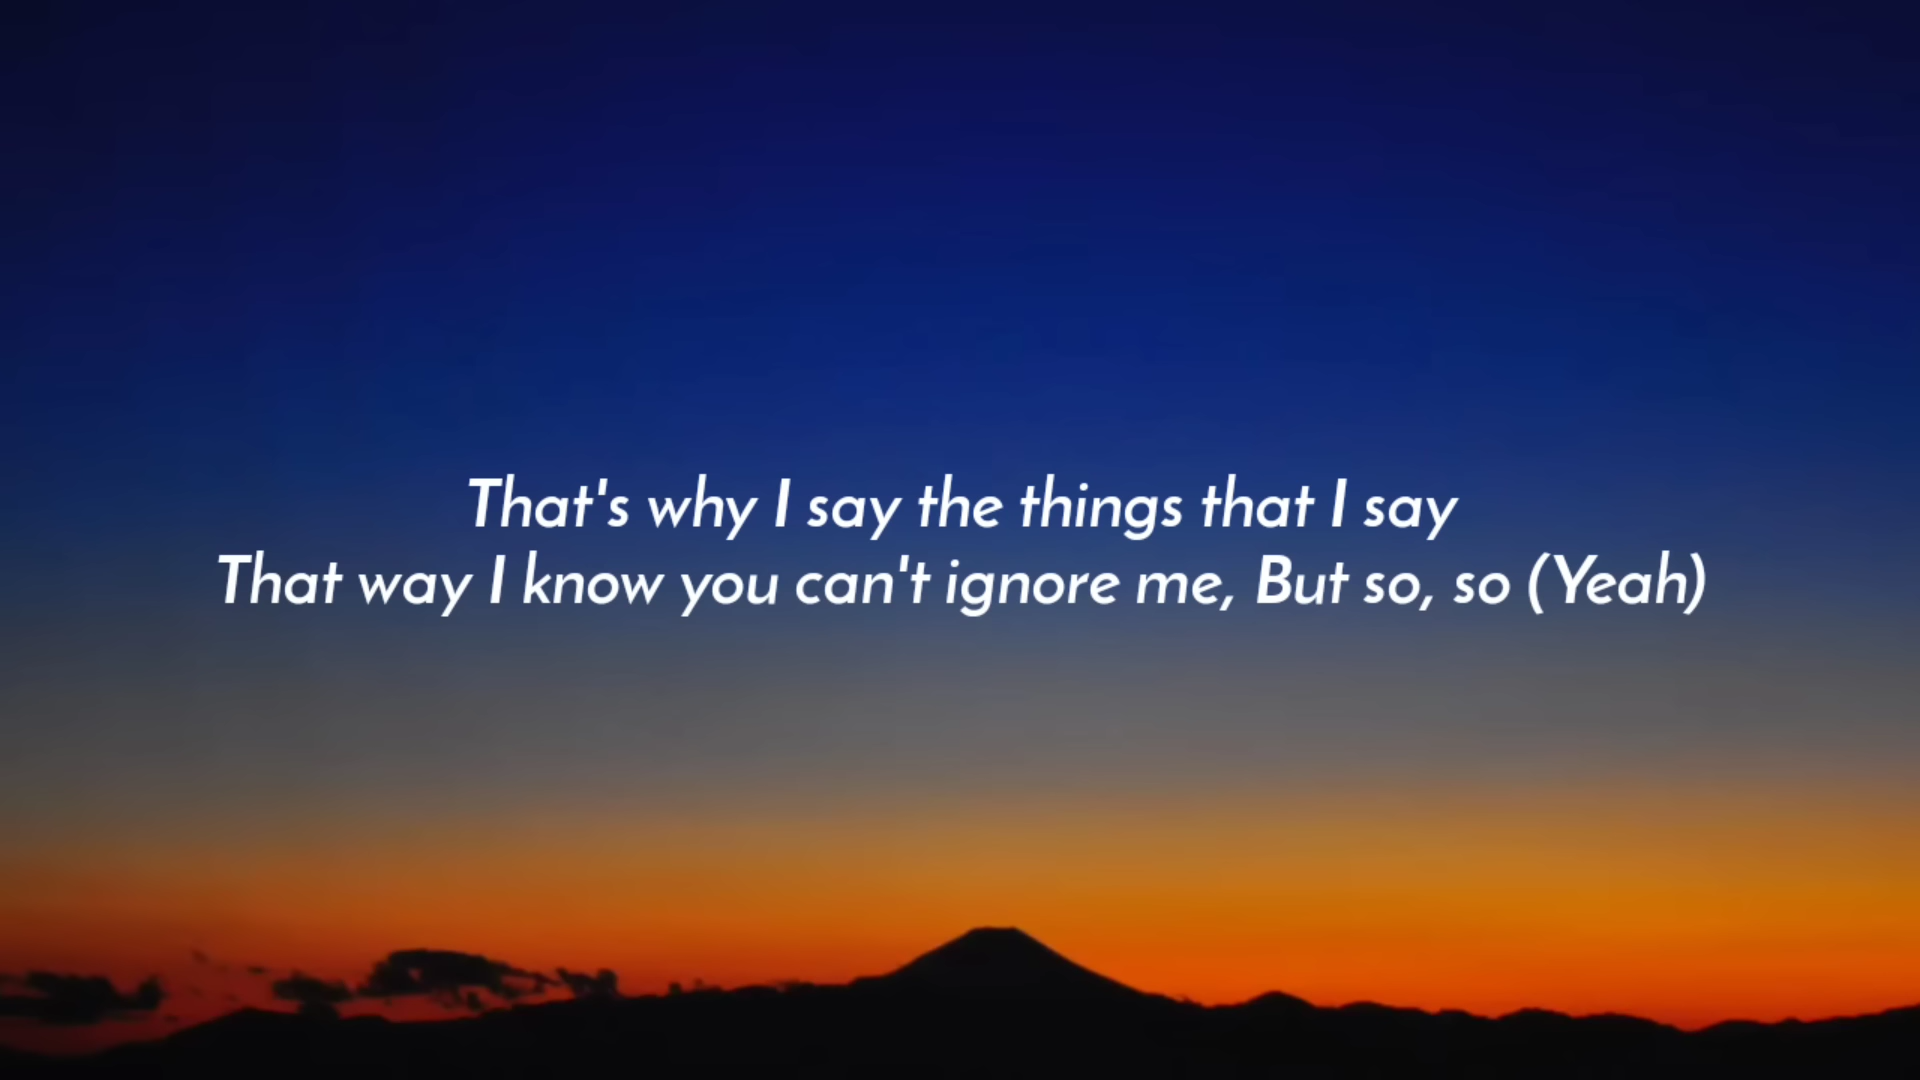 That's why I say the things that I say
That way I know you can't ignore me, But so, so (Yeah)